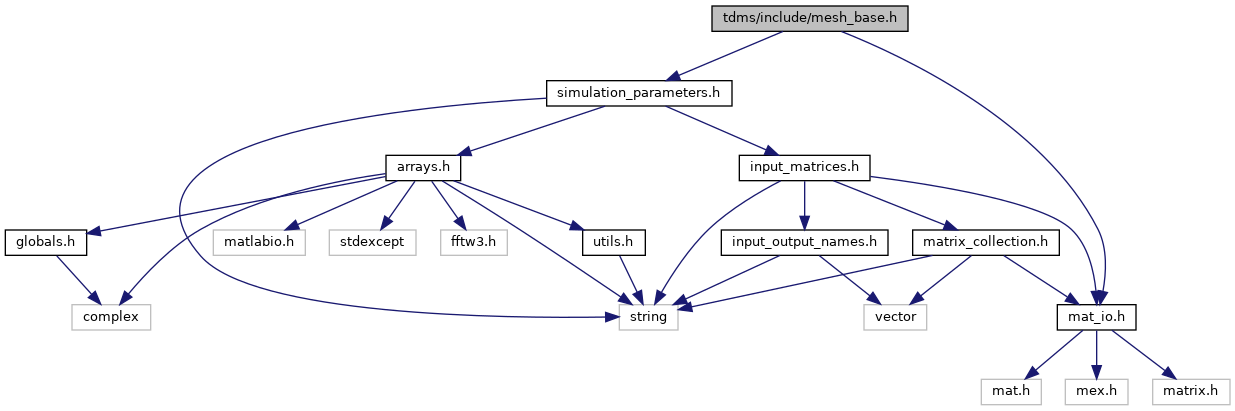 tdms/include/mesh_base.h
simulation_parameters.h
arrays.h
input_matrices.h
globals.h
matlabio.h
stdexcept
fftw3.h
utils.h
input_output_names.h
matrix_collection.h
complex
string
vector
mat_io.h
mat.h
mex.h
matrix.h